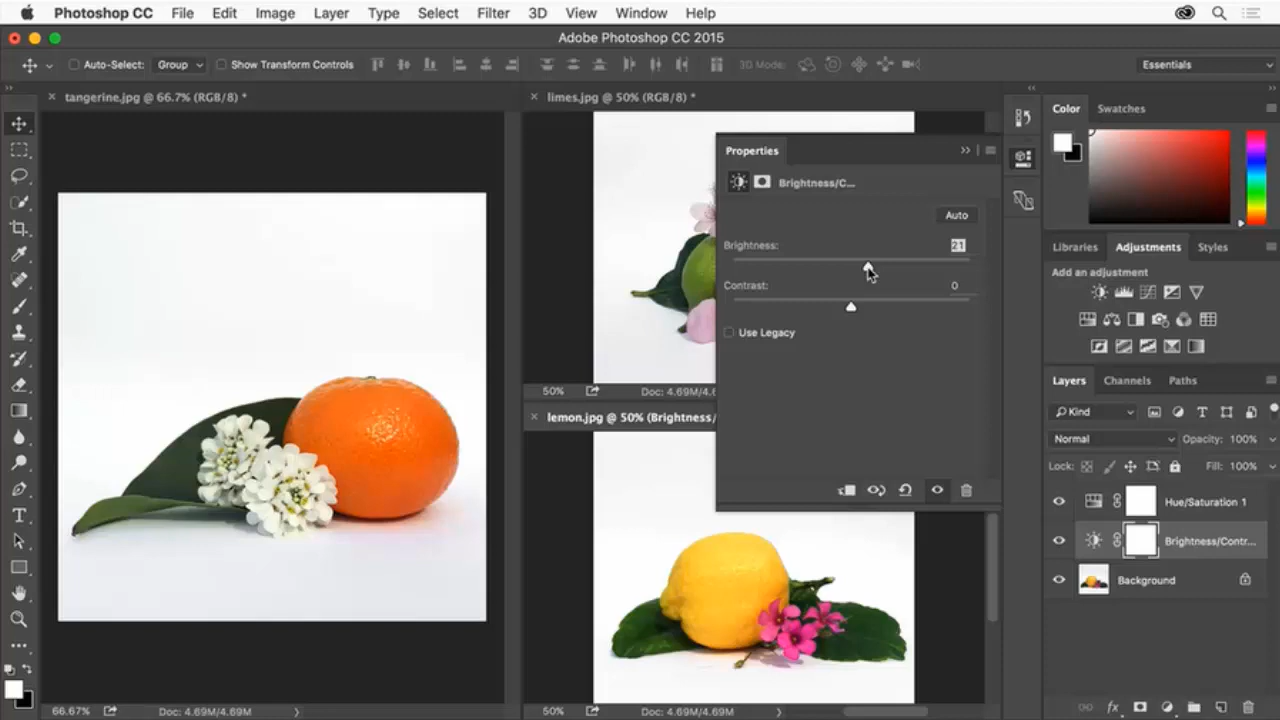 Photoshop CC File Edit Image Layer Type Select Filter 3D View Window Help
Adobe Photoshop CC 2015
Auto-Select: Group Show Transform Controls 3D Mode: Essentials
tangerine.jpg @ 66.7% (RGB/8) *
limes.jpg @ 50% (RGB/8) *
Color Swatches
Properties
Brightness/C...
Auto
Brightness: 21
Contrast: 0
Use Legacy
Libraries Adjustments Styles
Add an adjustment
50% Doc: 4.69M/4.69M
lemon.jpg @ 50% (Brightness/
Layers Channels Paths
Kind
Normal Opacity: 100%
Lock: Fill: 100%
Hue/Saturation 1
Brightness/Contr...
Background
fx
66.67% Doc: 4.69M/4.69M
50% Doc: 4.69M/4.69M